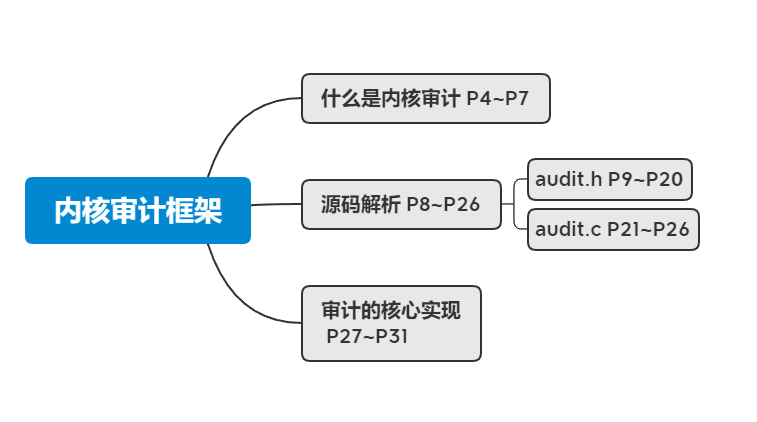 什么是内核审计 P4~P7
内核审计框架
源码解析 P8~P26
audit.h P9~P20
audit.c P21~P26
审计的核心实现
P27~P31